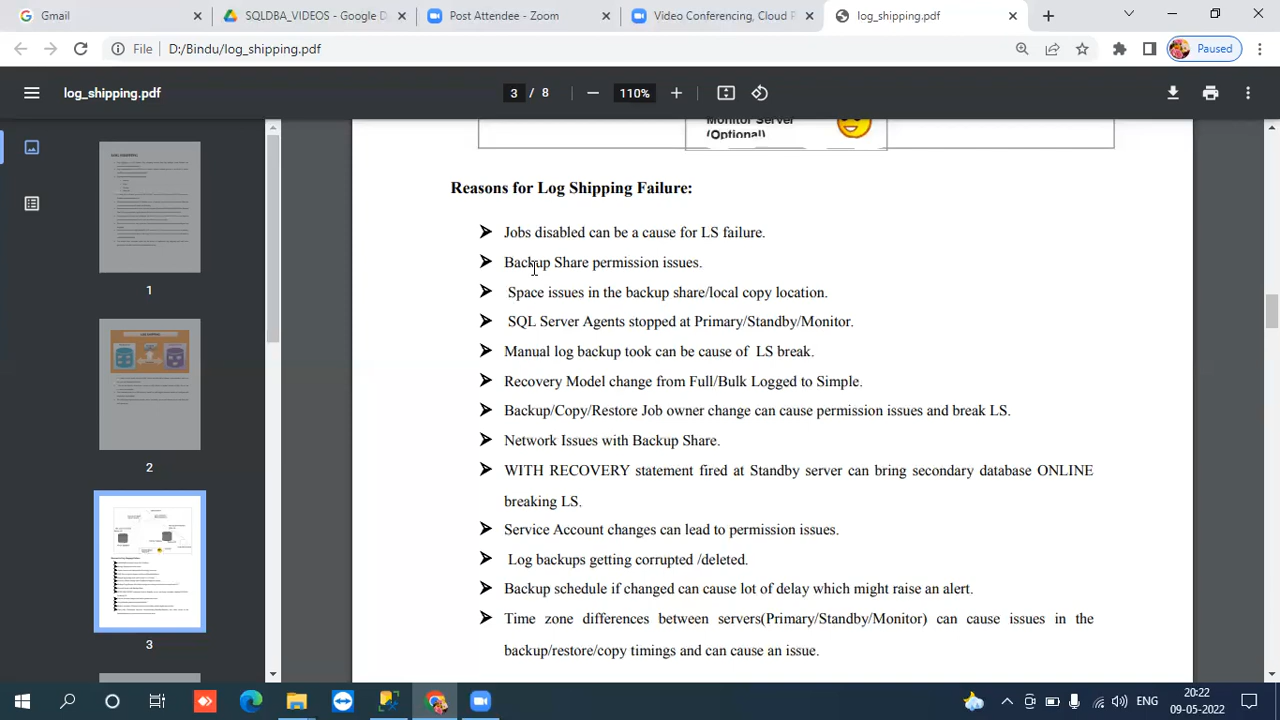 Gmail
SQLDBA_VIDEOS - Google D
Post Attendee - Zoom
Video Conferencing, Cloud P
log_shipping.pdf
File
D:/Bindu/log_shipping.pdf
Paused
log_shipping.pdf
3 / 8
110%
Monitor Server
(Optional)
Reasons for Log Shipping Failure:
Jobs disabled can be a cause for LS failure.
Backup Share permission issues.
Space issues in the backup share/local copy location.
SQL Server Agents stopped at Primary/Standby/Monitor.
Manual log backup took can be cause of LS break.
Recovery Model change from Full/Bulk Logged to Simple.
Backup/Copy/Restore Job owner change can cause permission issues and break LS.
Network Issues with Backup Share.
WITH RECOVERY statement fired at Standby server can bring secondary database ONLINE
breaking LS.
Service Account changes can lead to permission issues.
Log backups getting corrupted /deleted.
Backup schedule if changed can cause lot of delay which might raise an alert.
Time zone differences between servers(Primary/Standby/Monitor) can cause issues in the
backup/restore/copy timings and can cause an issue.
1
2
3
ENG
20:22
09-05-2022